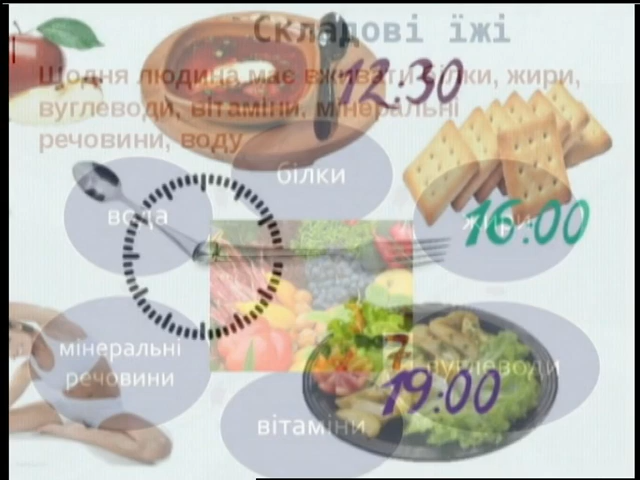 Складові їжі
Щодня людина має вживати білки, жири,
вуглеводи, вітаміни, мінеральні
речовини, воду
12:30
білки
вода
жири
16:00
мінеральні
речовини
вуглеводи
19:00
вітаміни